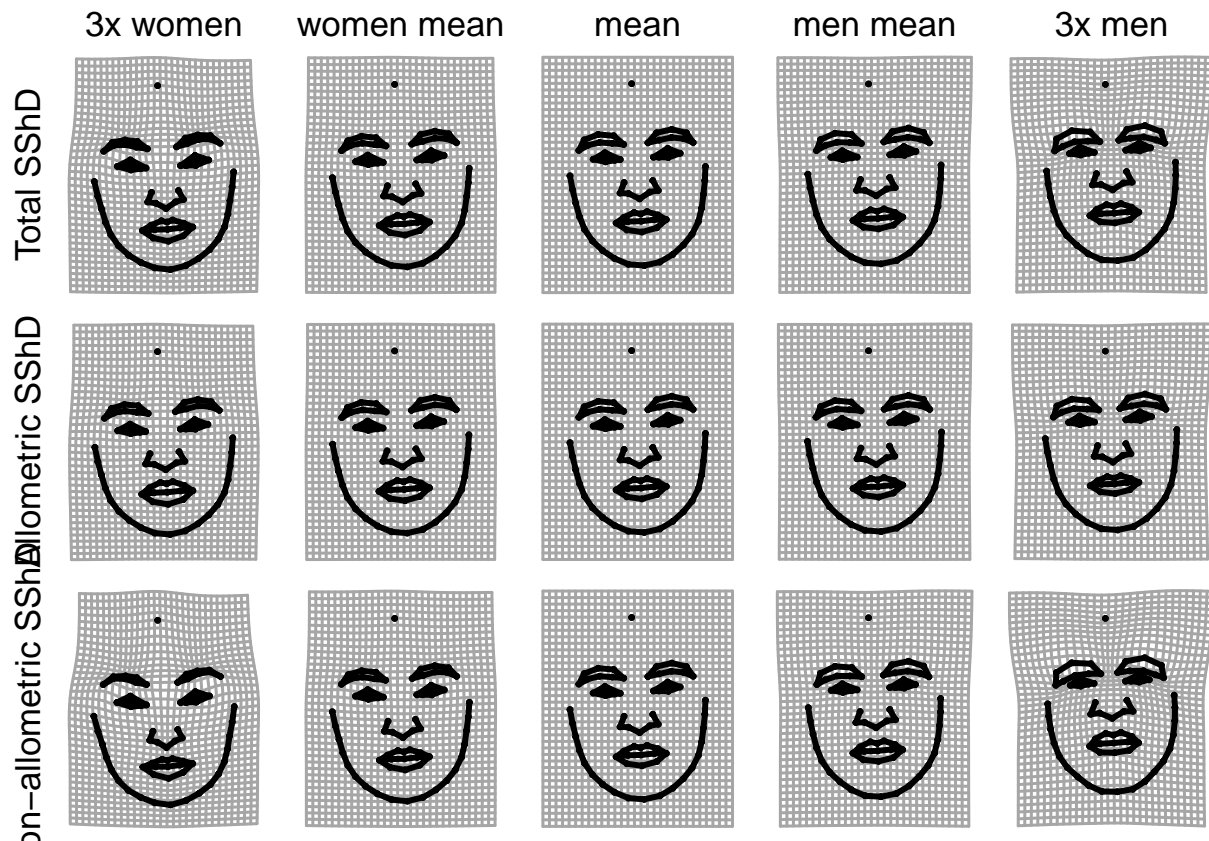 3x women
women mean
mean
men mean
3x men
Total SShD
Allometric SShD
on−allometric SShD